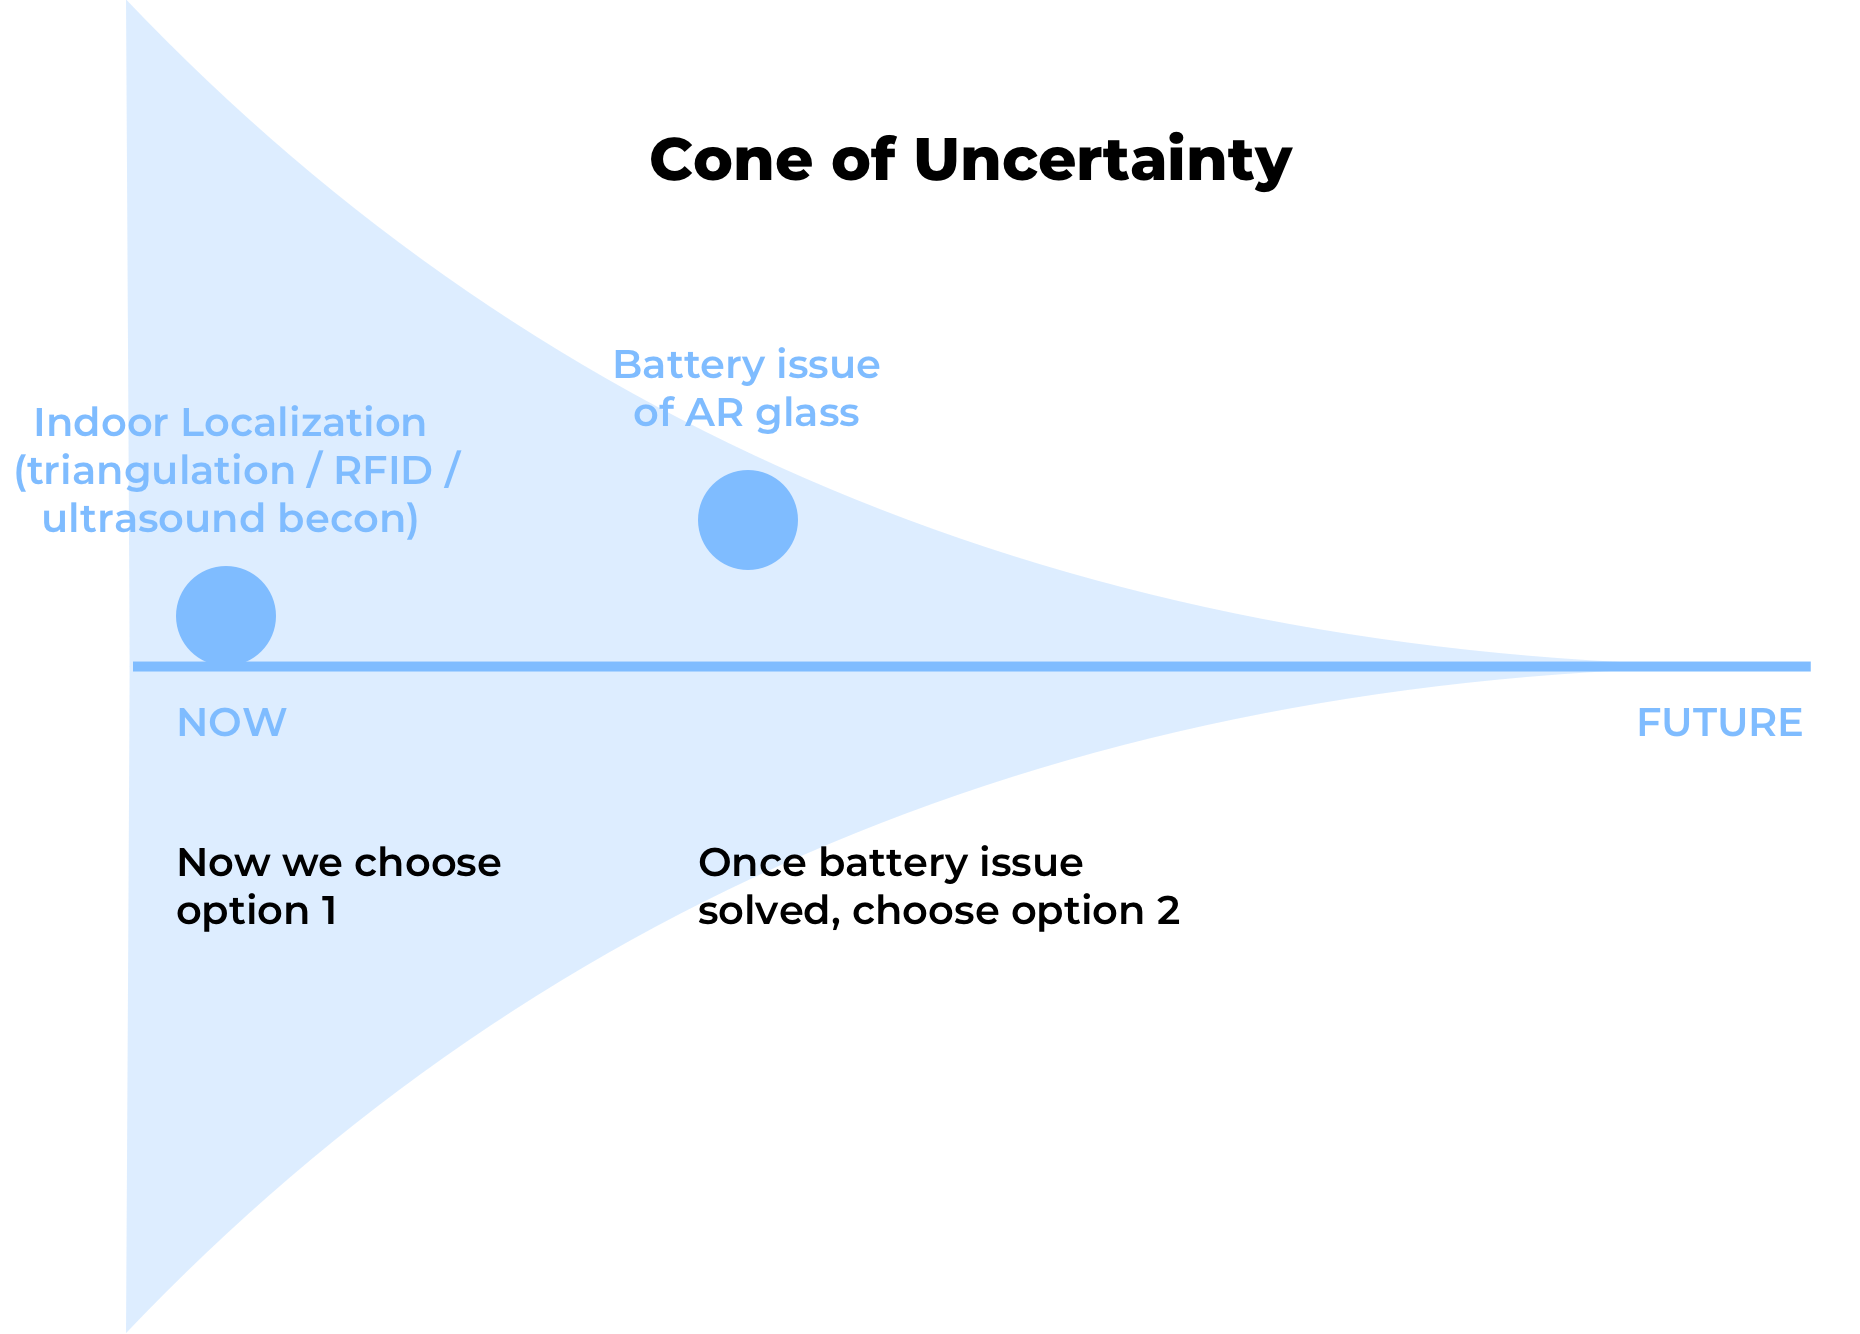 Cone of Uncertainty
Battery issue
of AR glass
Indoor Localization
(triangulation / RFID /
ultrasound becon)
NOW
FUTURE
Now we choose
option 1
Once battery issue
solved, choose option 2